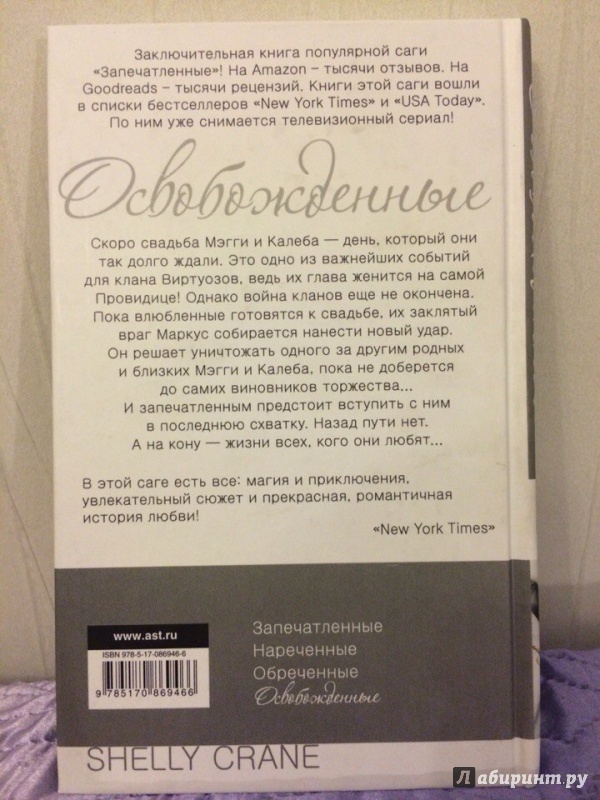 Заключительная книга популярной саги
«Запечатленные»! На Amazon – тысячи отзывов. На
Goodreads – тысячи рецензий. Книги этой саги вошли
в списки бестселлеров «New York Times» и «USA Today».
По ним уже снимается телевизионный сериал!
Освобожденные
Скоро свадьба Мэгги и Калеба — день, который они
так долго ждали. Это одно из важнейших событий
для клана Виртуозов, ведь их глава женится на самой
Провидице! Однако война кланов еще не окончена.
Пока влюбленные готовятся к свадьбе, их заклятый
враг Маркус собирается нанести новый удар.
Он решает уничтожать одного за другим родных
и близких Мэгги и Калеба, пока не доберется
до самих виновников торжества...
И запечатленным предстоит вступить с ним
в последнюю схватку. Назад пути нет.
А на кону — жизни всех, кого они любят...
В этой саге есть все: магия и приключения,
увлекательный сюжет и прекрасная, романтичная
история любви!
«New York Times»
www.ast.ru
ISBN 978-5-17-086946-6
9 785170 869466
Запечатленные
Нареченные
Обреченные
Освобожденные
SHELLY CRANE
Лабиринт.ру